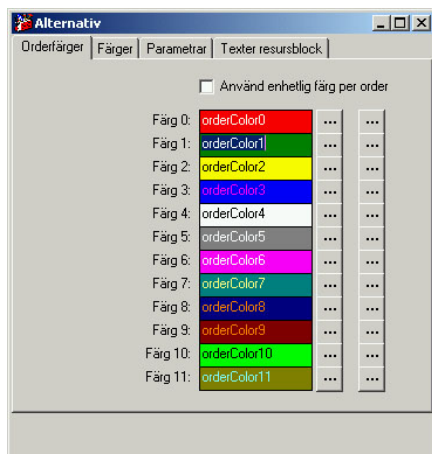 Alternativ
Orderfärger Färger Parametrar Texter resursblock
Använd enhetlig färg per order
Färg 0: orderColor0 ... ...
Färg 1: orderColor1 ... ...
Färg 2: orderColor2 ... ...
Färg 3: orderColor3 ... ...
Färg 4: orderColor4 ... ...
Färg 5: orderColor5 ... ...
Färg 6: orderColor6 ... ...
Färg 7: orderColor7 ... ...
Färg 8: orderColor8 ... ...
Färg 9: orderColor9 ... ...
Färg 10: orderColor10 ... ...
Färg 11: orderColor11 ... ...